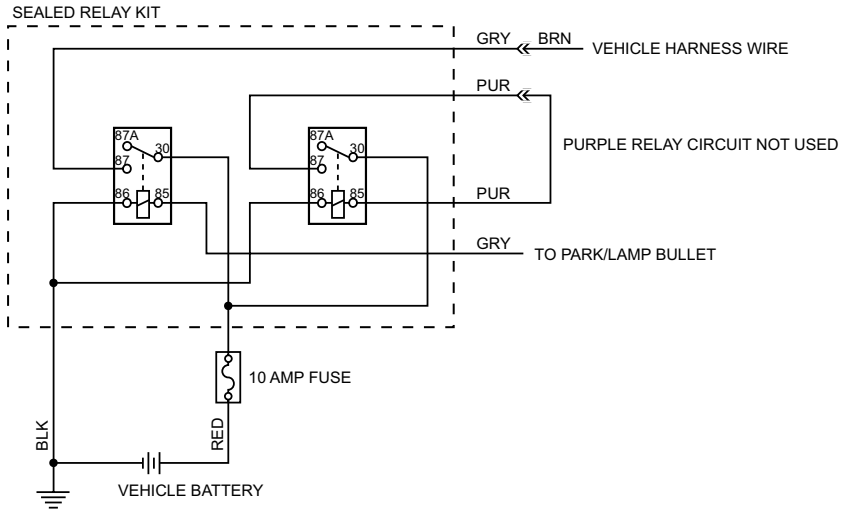 SEALED RELAY KIT
GRY
BRN
VEHICLE HARNESS WIRE
PUR
PURPLE RELAY CIRCUIT NOT USED
87A
30
87
86
85
87A
30
87
86
85
PUR
GRY
TO PARK/LAMP BULLET
10 AMP FUSE
BLK
RED
VEHICLE BATTERY